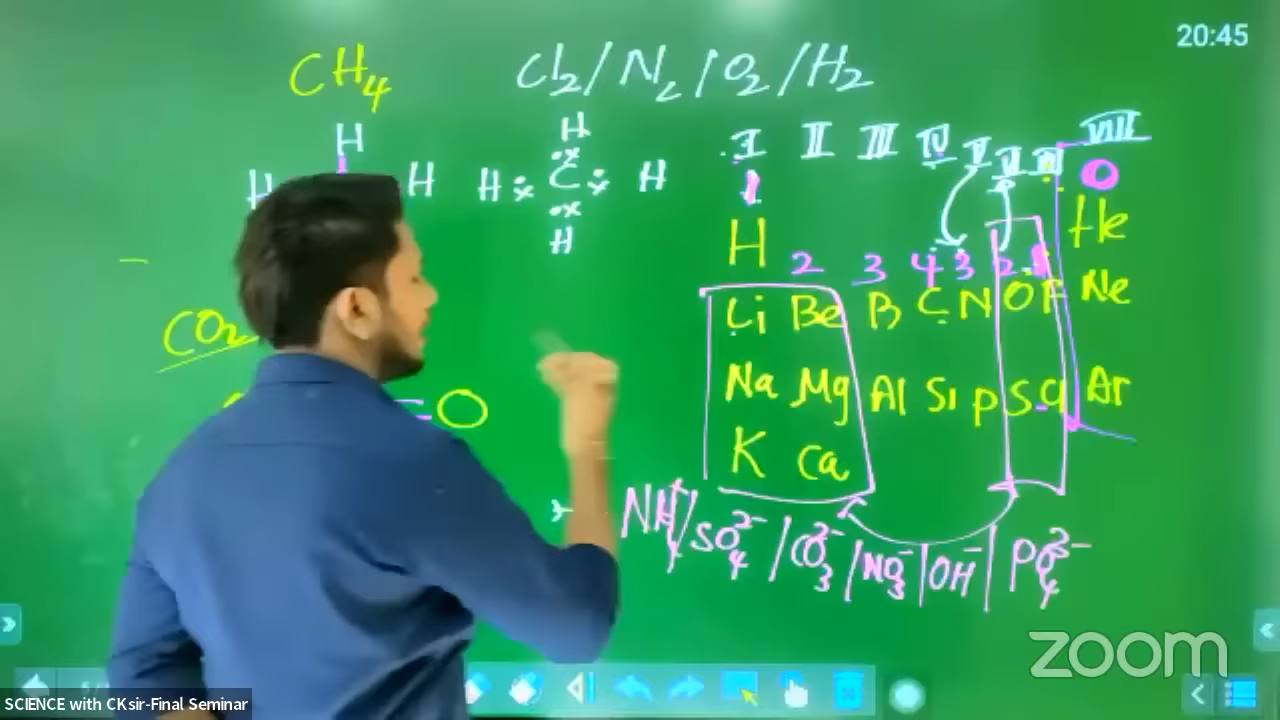 20:45
CH4
Cl2/N2/O2/H2
H
H H
H
H C H
H
I II III IV V VI VII VIII
1 0
H He
2 3 4 3 2 1
Li Be B C N O F Ne
Na Mg Al Si P S Cl Ar
K Ca
CO2
=O
NH4/SO4 2-/CO3 2-/NO3 -/OH-/PO4 3-
zoom
SCIENCE with CKsir-Final Seminar